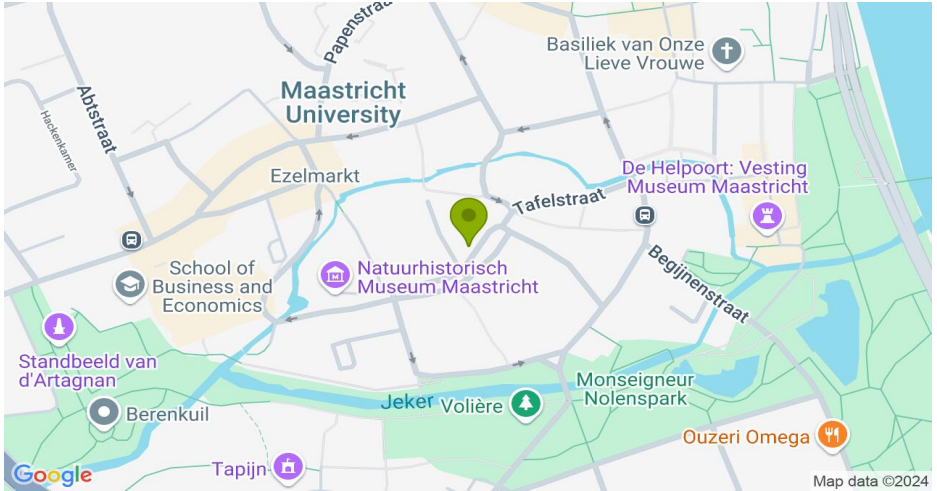 Papenstraat
Basiliek van Onze
Lieve Vrouwe
Abtstraat
Maastricht
University
Hackenkamer
De Helpoort: Vesting
Museum Maastricht
Ezelmarkt
Tafelstraat
School of
Business and
Economics
Natuurhistorisch
Museum Maastricht
M
Begijnenstraat
Standbeeld van
d'Artagnan
Monseigneur
Nolenspark
Jeker
Volière
Berenkuil
Ouzeri Omega
Tapijn
Google
Map data ©2024